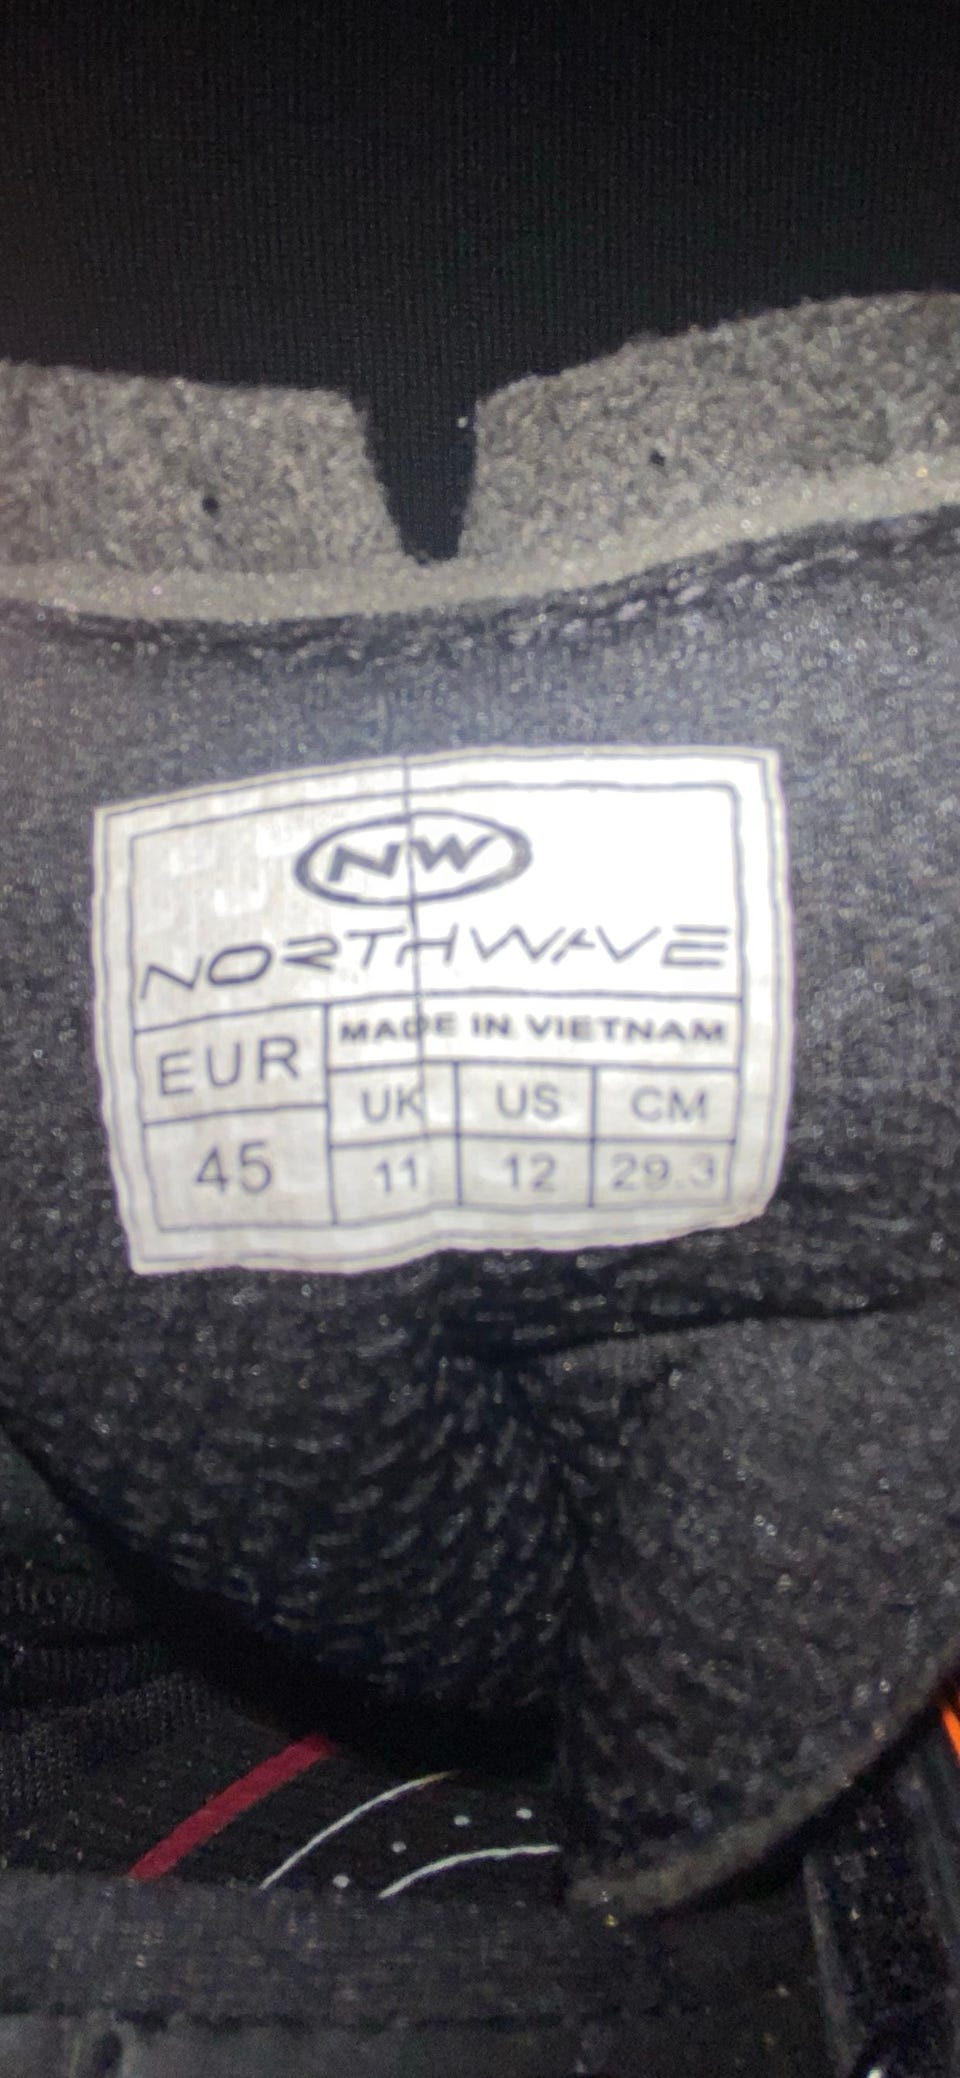 NW
NORTHWAVE
EUR
MADE IN VIETNAM
UK US CM
45
11 12 29.3